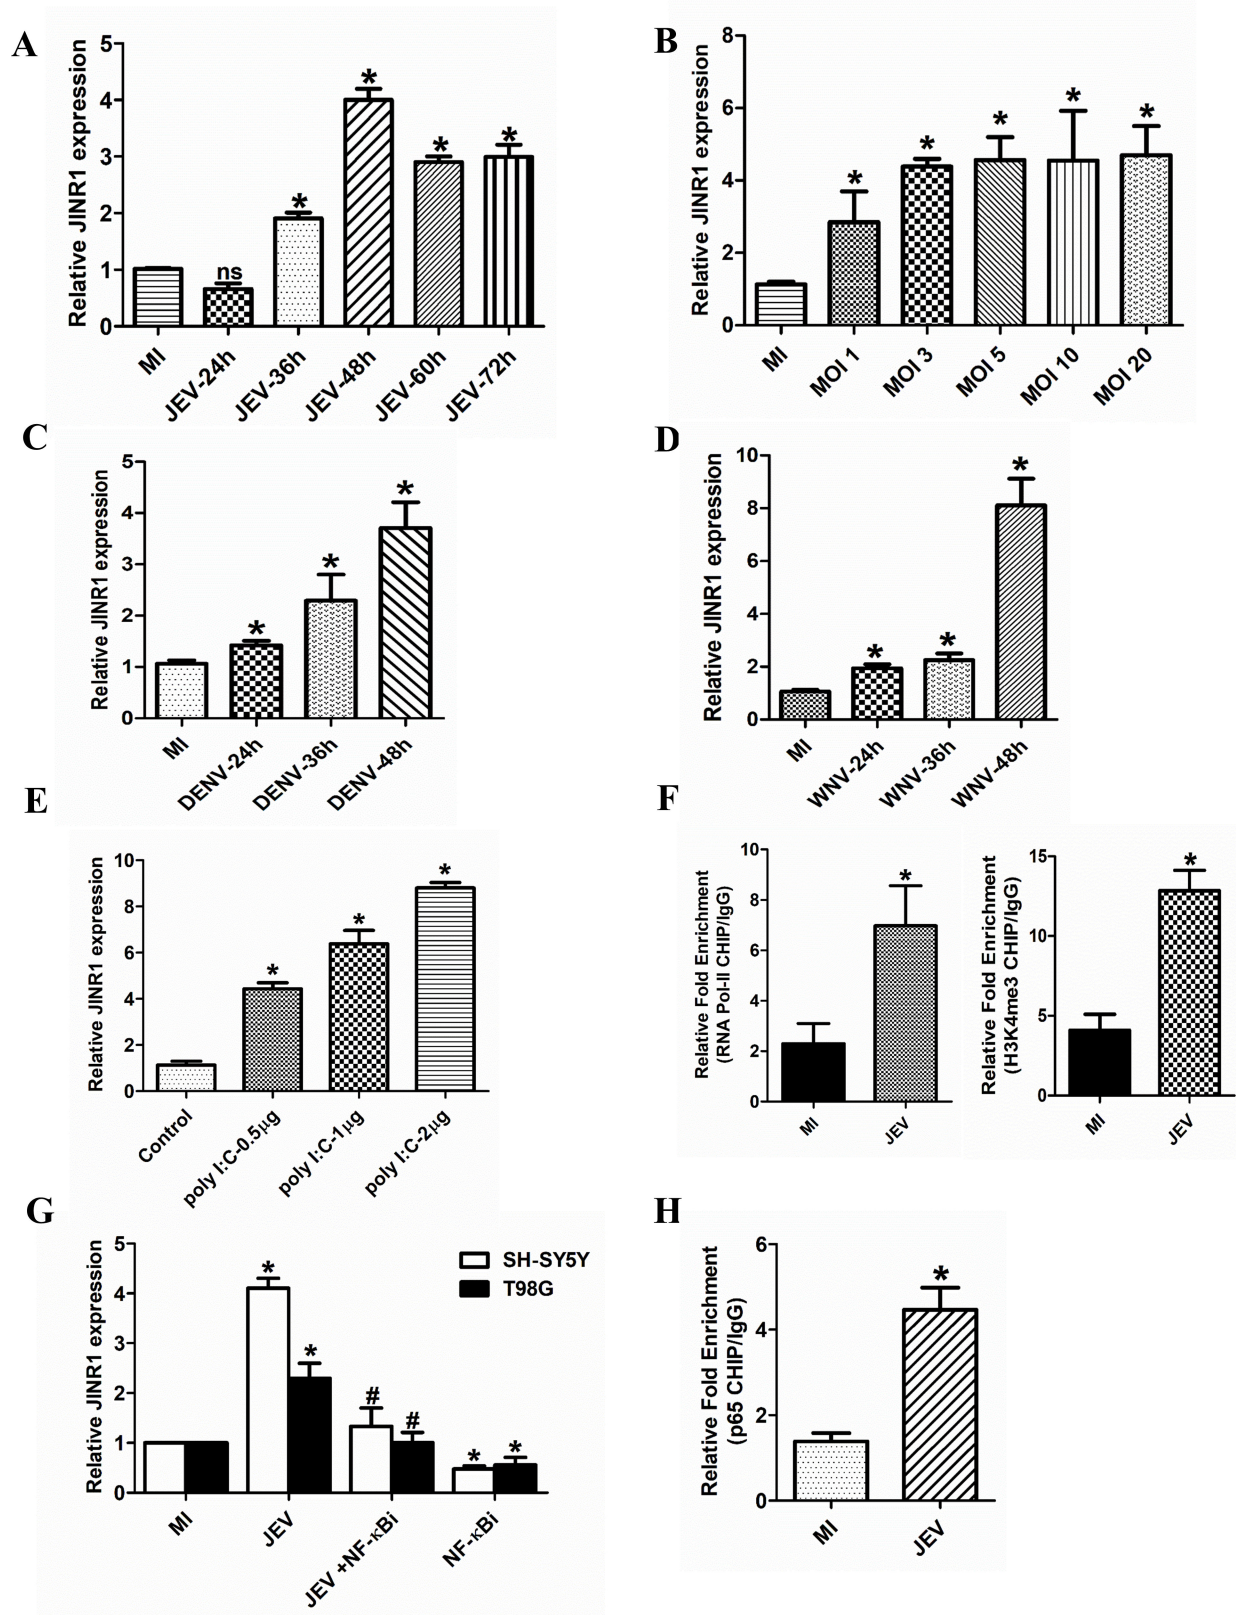 A
Relative JINR1 expression
5
4
3
2
1
0
*
*
*
*
ns
MI
JEV-24h
JEV-36h
JEV-48h
JEV-60h
JEV-72h
B
Relative JINR1 expression
8
6
4
2
0
*
*
*
*
*
MI
MOI 1
MOI 3
MOI 5
MOI 10
MOI 20
C
Relative JINR1 expression
5
4
3
2
1
0
*
*
*
MI
DENV-24h
DENV-36h
DENV-48h
D
Relative JINR1 expression
10
8
6
4
2
0
*
*
*
MI
WNV-24h
WNV-36h
WNV-48h
E
Relative JINR1 expression
10
8
6
4
2
0
*
*
*
Control
poly I:C-0.5µg
poly I:C-1µg
poly I:C-2µg
F
Relative Fold Enrichment
(RNA Pol-II CHIP/IgG)
10
8
6
4
2
0
*
MI
JEV
Relative Fold Enrichment
(H3K4me3 CHIP/IgG)
15
10
5
0
*
MI
JEV
G
Relative JINR1 expression
5
4
3
2
1
0
SH-SY5Y
T98G
*
*
#
#
*
*
MI
JEV
JEV +NF-κBi
NF-κBi
H
Relative Fold Enrichment
(p65 CHIP/IgG)
6
4
2
0
*
MI
JEV